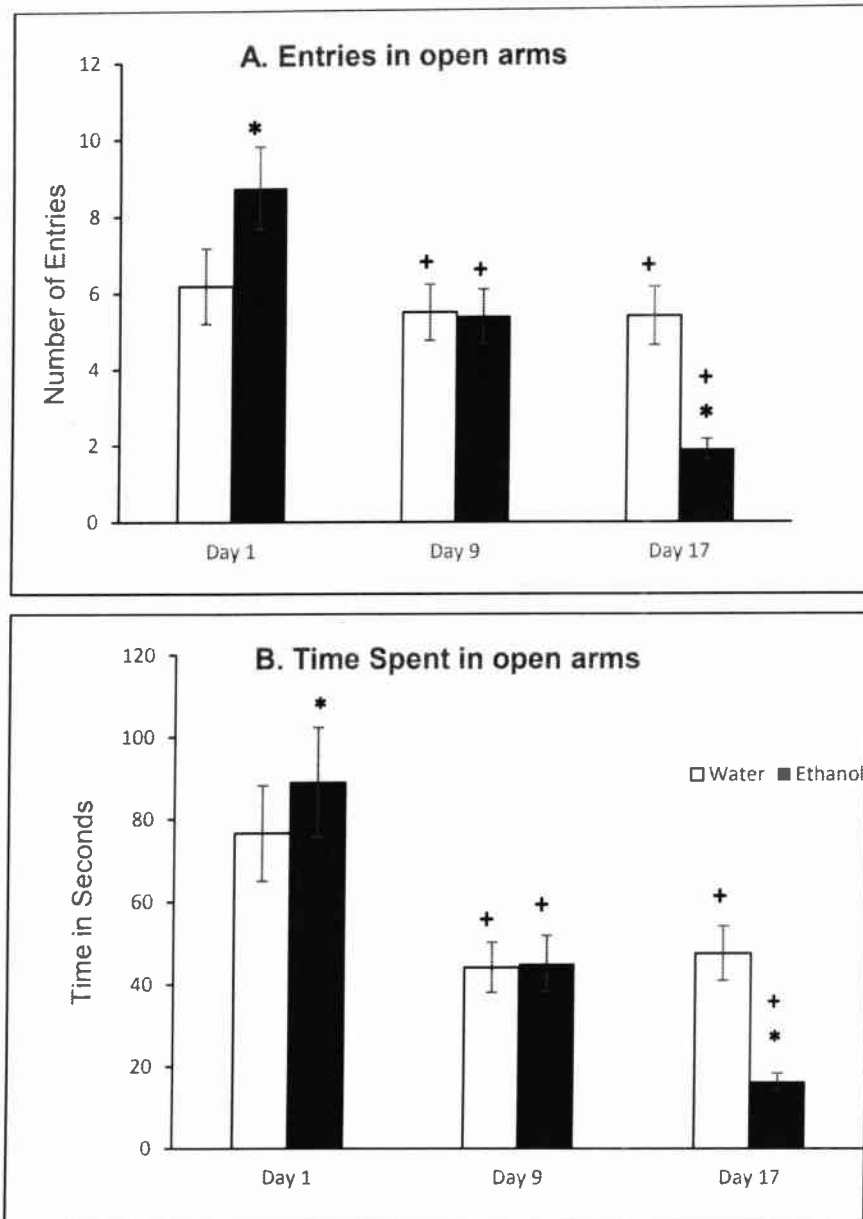 A. Entries in open arms
12
10
8
6
4
2
0
Number of Entries
*
+
+
+
+
*
Day 1
Day 9
Day 17
B. Time Spent in open arms
120
100
80
60
40
20
0
Time in Seconds
*
+
+
+
+
*
Water
Ethanol
Day 1
Day 9
Day 17